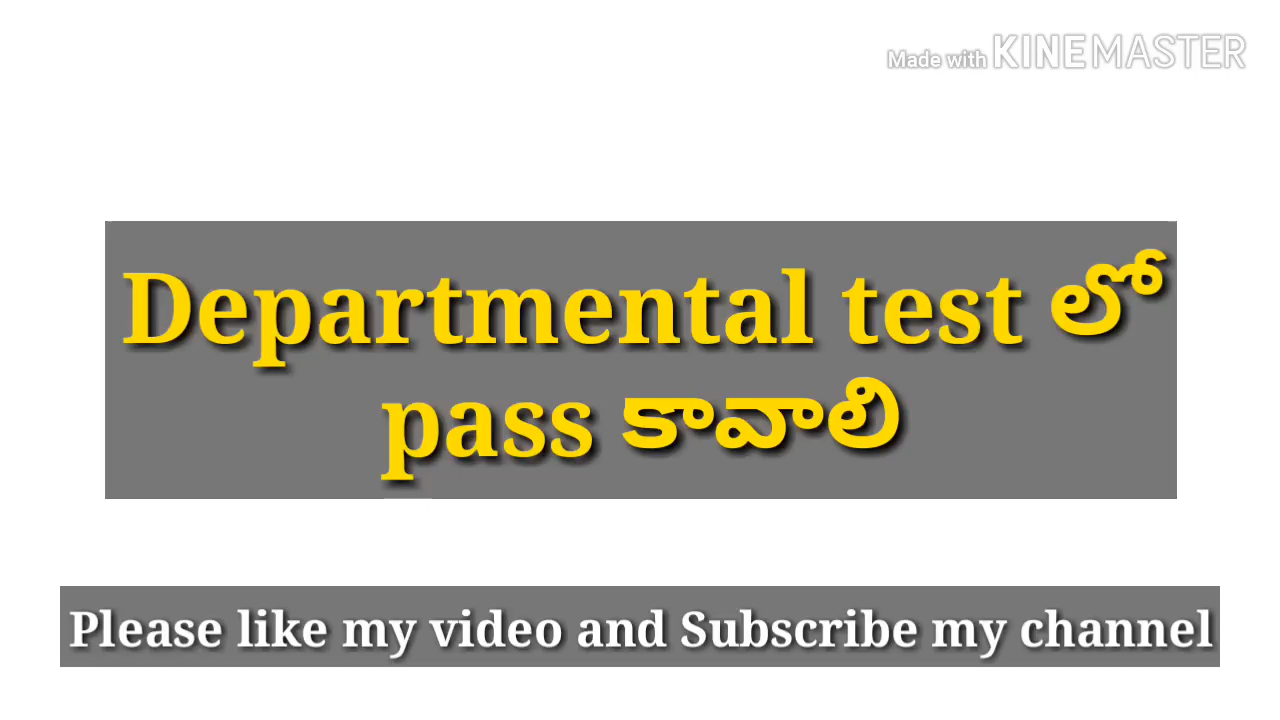 Made with KINEMASTER
Departmental test లో
pass కావాలి
Please like my video and Subscribe my channel